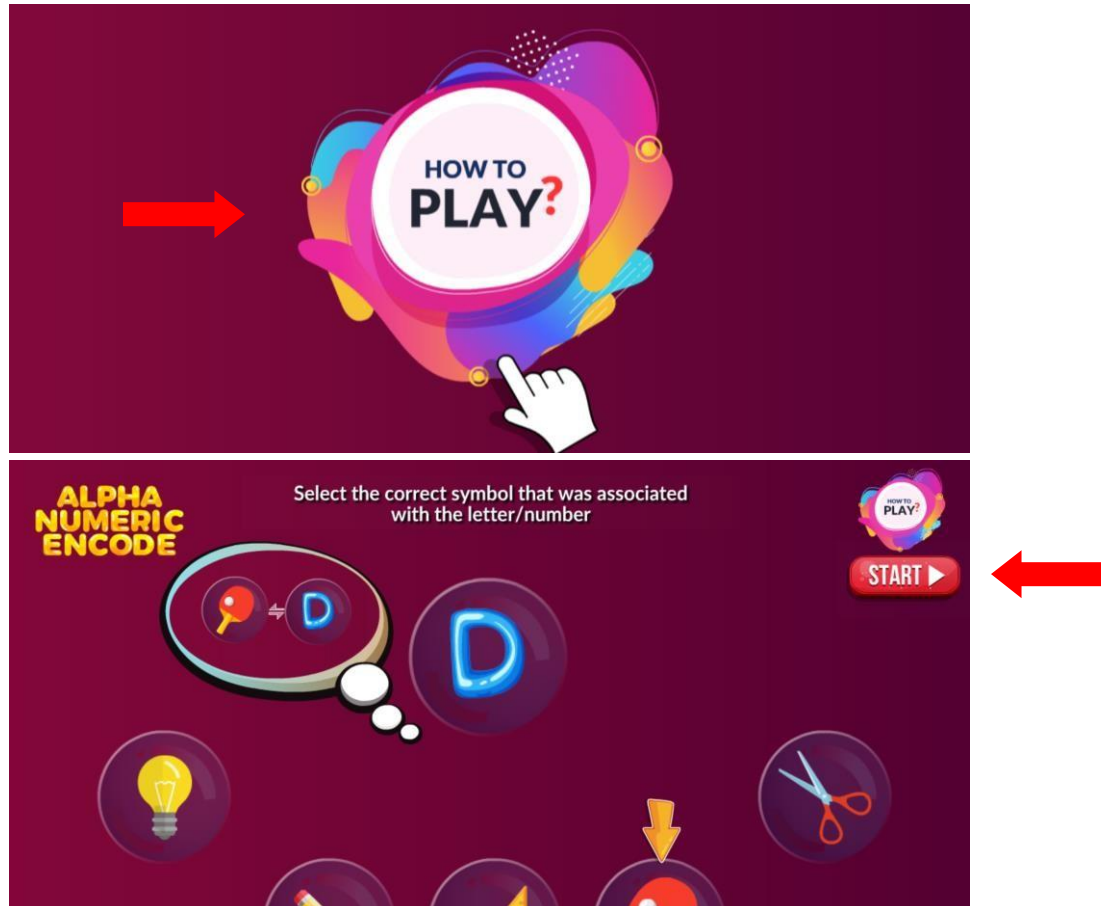 HOW TO
PLAY?
ALPHA
NUMERIC
ENCODE
Select the correct symbol that was associated
with the letter/number
HOW TO
PLAY?
START
D
D